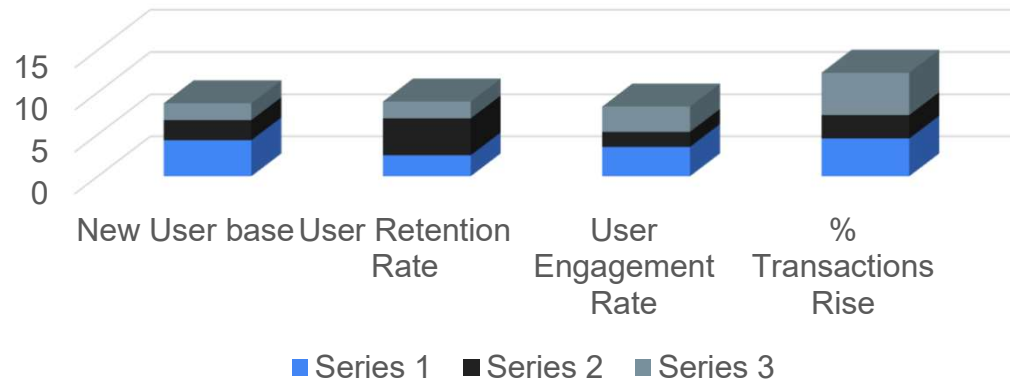 15
10
5
0
New User base
User Retention
Rate
User
Engagement
Rate
%
Transactions
Rise
Series 1
Series 2
Series 3